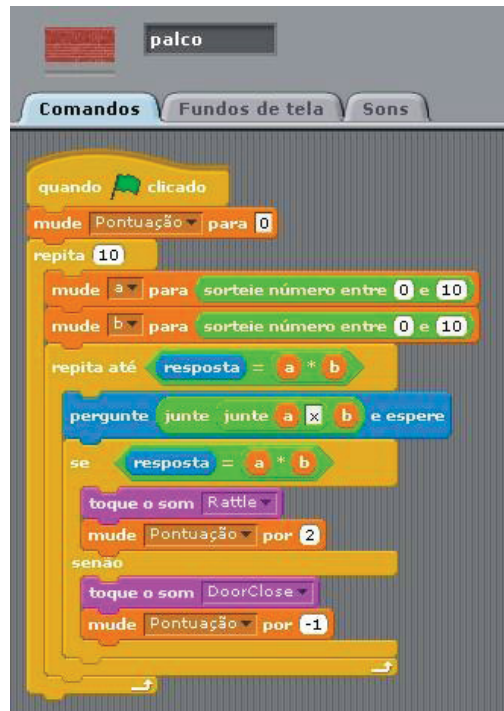 palco
Comandos Fundos de tela Sons
quando clicado
mude Pontuação para 0
repita 10
mude a para sorteie número entre 0 e 10
mude b para sorteie número entre 0 e 10
repita até resposta = a * b
pergunte junte junte a x b e espere
se resposta = a * b
toque o som Rattle
mude Pontuação por 2
senão
toque o som DoorClose
mude Pontuação por -1